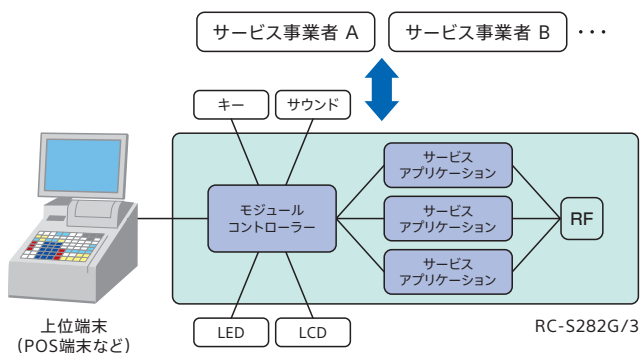 サービス事業者 A
サービス事業者 B
･･･
キー
サウンド
サービス
アプリケーション
モジュール
コントローラー
サービス
アプリケーション
RF
サービス
アプリケーション
LED
LCD
RC-S282G/3
上位端末
(POS端末など)